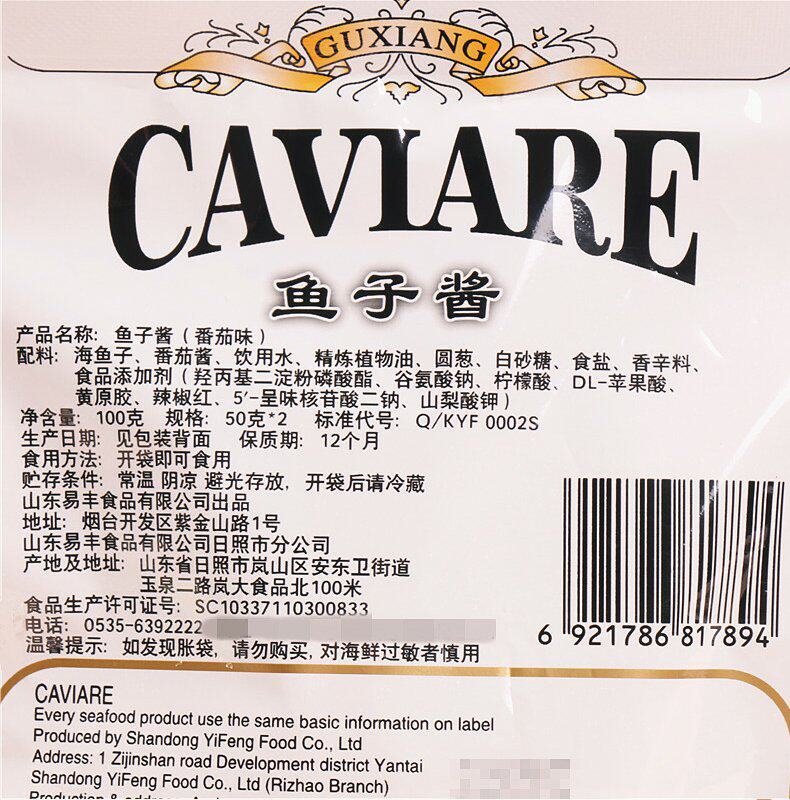 GUXIANG
CAVIARE
鱼子酱
产品名称: 鱼子酱 ( 番茄味 )
配料: 海鱼子、番茄酱、饮用水、精炼植物油、圆葱、白砂糖、食盐、香辛料、
食品添加剂 ( 羟丙基二淀粉磷酸酯、谷氨酸钠、柠檬酸、DL-苹果酸、
黄原胶、辣椒红、5′-呈味核苷酸二钠、山梨酸钾 )
净含量: 100克 规格: 50克*2 标准代号: Q/KYF 0002S
生产日期: 见包装背面 保质期: 12个月
食用方法: 开袋即可食用
贮存条件: 常温 阴凉 避光存放, 开袋后请冷藏
山东易丰食品有限公司出品
地址: 烟台开发区紫金山路1号
山东易丰食品有限公司日照市分公司
产地及地址: 山东省日照市岚山区安东卫街道
玉泉二路岚大食品北100米
食品生产许可证号: SC10337110300833
电话: 0535-6392222
温馨提示: 如发现胀袋, 请勿购买, 对海鲜过敏者慎用
6 921786 817894
CAVIARE
Every seafood product use the same basic information on label
Produced by Shandong YiFeng Food Co., Ltd
Address: 1 Zijinshan road Development district Yantai
Shandong YiFeng Food Co., Ltd (Rizhao Branch)